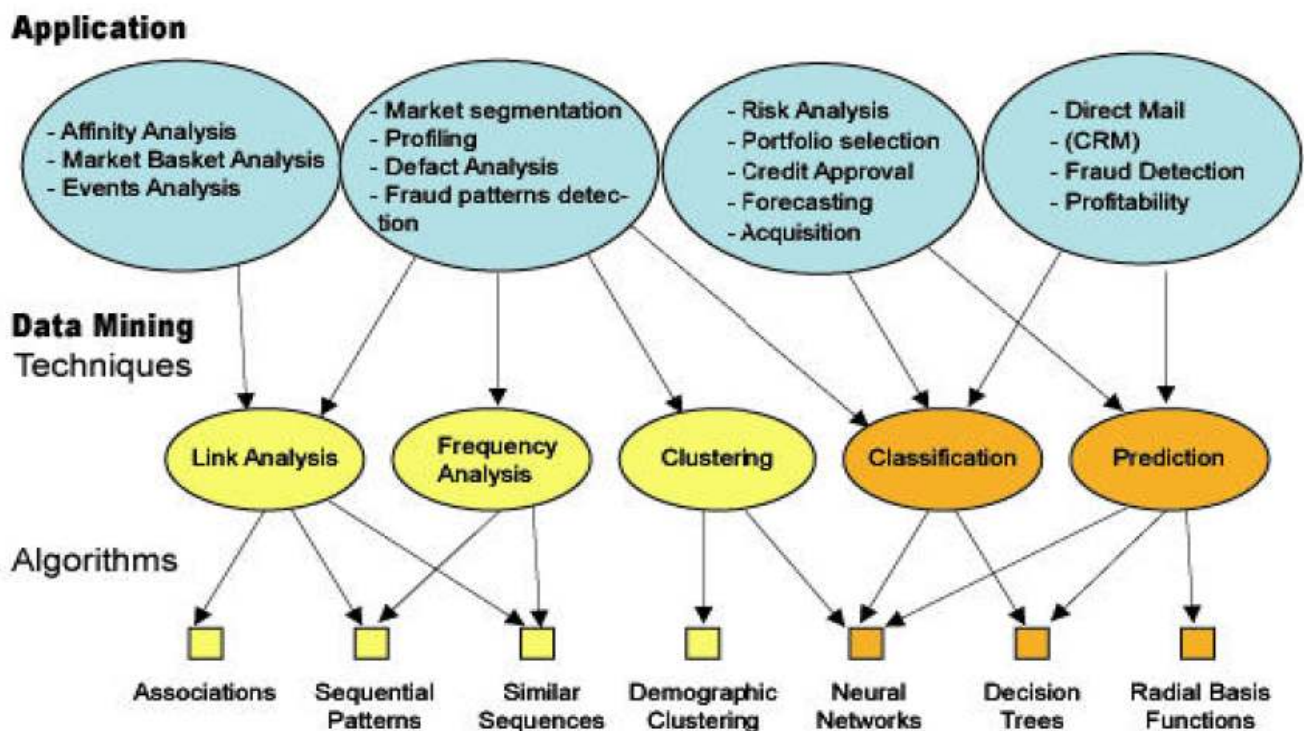 Application
- Affinity Analysis
- Market Basket Analysis
- Events Analysis
- Market segmentation
- Profiling
- Defect Analysis
- Fraud patterns detec-
tion
- Risk Analysis
- Portfolio selection
- Credit Approval
- Forecasting
- Acquisition
- Direct Mail
- (CRM)
- Fraud Detection
- Profitability
Data Mining
Techniques
Link Analysis
Frequency
Analysis
Clustering
Classification
Prediction
Algorithms
Associations
Sequential
Patterns
Similar
Sequences
Demographic
Clustering
Neural
Networks
Decision
Trees
Radial Basis
Functions